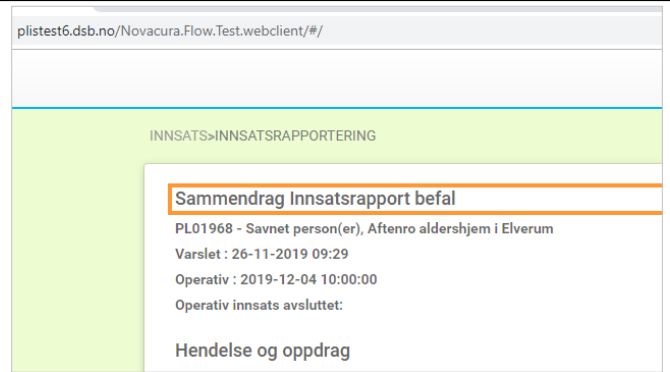 plistest6.dsb.no/Novacura.Flow.Test.webclient/#/
INNSATS>INNSATSRAPPORTERING
Sammendrag Innsatsrapport befal
PL01968 - Savnet person(er), Aftenro aldershjem i Elverum
Varslet : 26-11-2019 09:29
Operativ : 2019-12-04 10:00:00
Operativ innsats avsluttet:
Hendelse og oppdrag